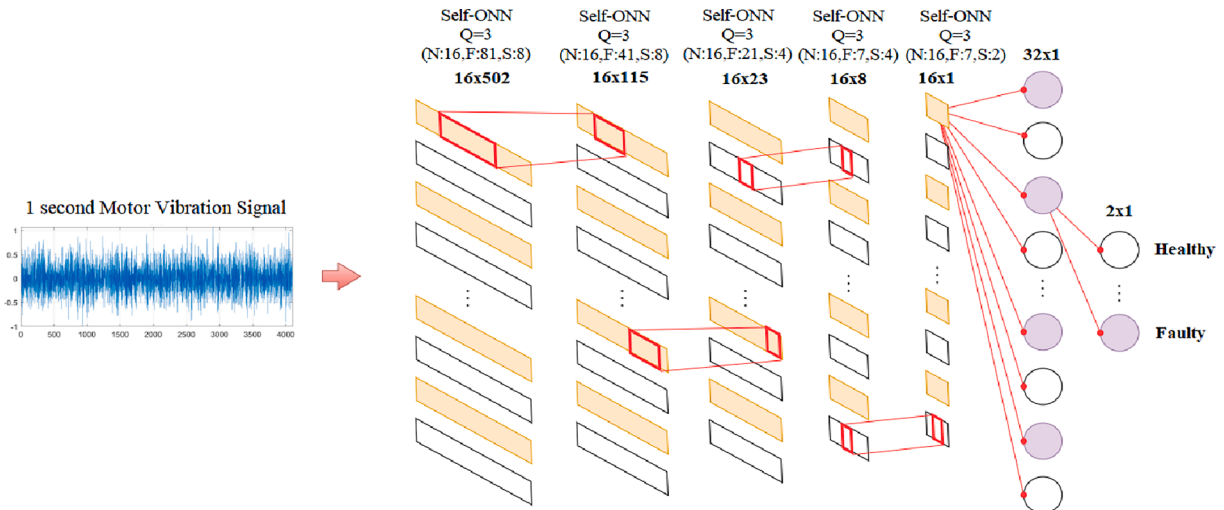 Self-ONN
Q=3
(N:16,F:81,S:8)
16x502
Self-ONN
Q=3
(N:16,F:41,S:8)
16x115
Self-ONN
Q=3
(N:16,F:21,S:4)
16x23
Self-ONN
Q=3
(N:16,F:7,S:4)
16x8
Self-ONN
Q=3
(N:16,F:7,S:2)
16x1
32x1
2x1
Healthy
Faulty
1 second Motor Vibration Signal
1
0.5
0
-0.5
-1
0 500 1000 1500 2000 2500 3000 3500 4000